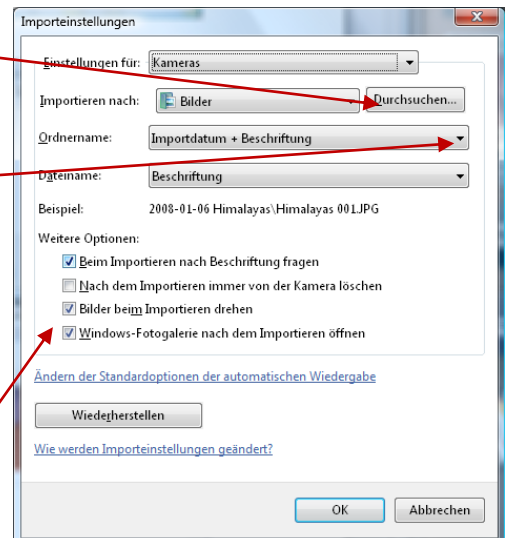 Importeinstellungen
Einstellungen für: Kameras
Importieren nach: Bilder Durchsuchen...
Ordnername: Importdatum + Beschriftung
Dateiname: Beschriftung
Beispiel: 2008-01-06 Himalayas\Himalayas 001.JPG
Weitere Optionen:
Beim Importieren nach Beschriftung fragen
Nach dem Importieren immer von der Kamera löschen
Bilder beim Importieren drehen
Windows-Fotogalerie nach dem Importieren öffnen
Ändern der Standardoptionen der automatischen Wiedergabe
Wiederherstellen
Wie werden Importeinstellungen geändert?
OK Abbrechen